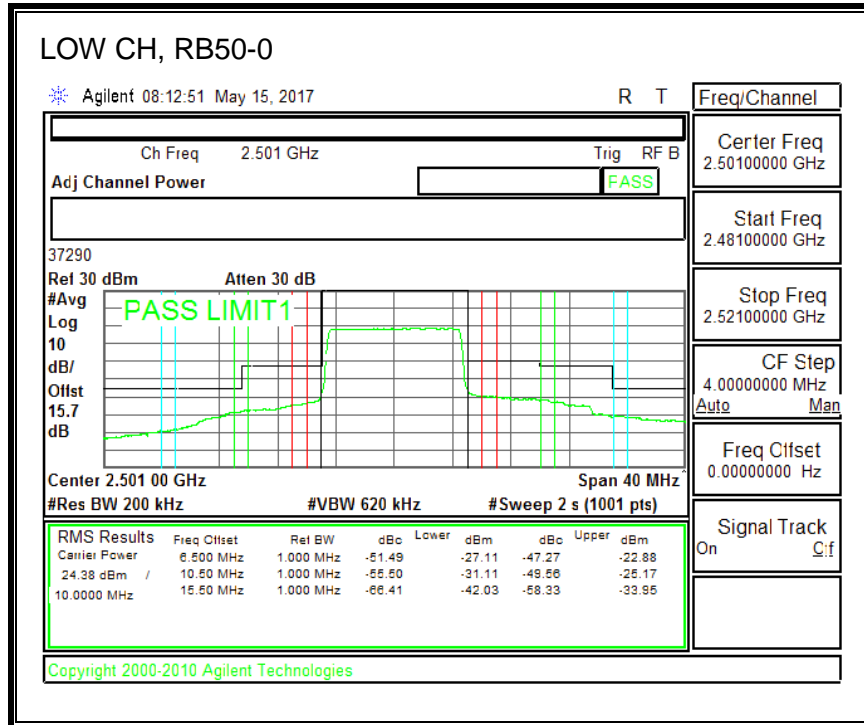 LOW CH, RB50-0
Agilent 08:12:51 May 15, 2017 R T
Freq/Channel
Ch Freq 2.501 GHz Trig RF B
Adj Channel Power PASS
Center Freq
2.50100000 GHz
Start Freq
2.48100000 GHz
Stop Freq
2.52100000 GHz
CF Step
4.00000000 MHz
Auto Man
Freq Offset
0.00000000 Hz
Signal Track
On Off
37290
Ref 30 dBm Atten 30 dB
#Avg
Log
10
dB/
Offst
15.7
dB
PASS LIMIT1
Center 2.501 00 GHz Span 40 MHz
#Res BW 200 kHz #VBW 620 kHz #Sweep 2 s (1001 pts)
RMS Results Freq Offset Ref BW dBc Lower dBm dBc Upper dBm
Carrier Power 6.500 MHz 1.000 MHz -51.49 -27.11 -47.27 -22.88
24.38 dBm / 10.50 MHz 1.000 MHz -55.50 -31.11 -49.56 -25.17
10.0000 MHz 15.50 MHz 1.000 MHz -66.41 -42.03 -58.33 -33.95
Copyright 2000-2010 Agilent Technologies